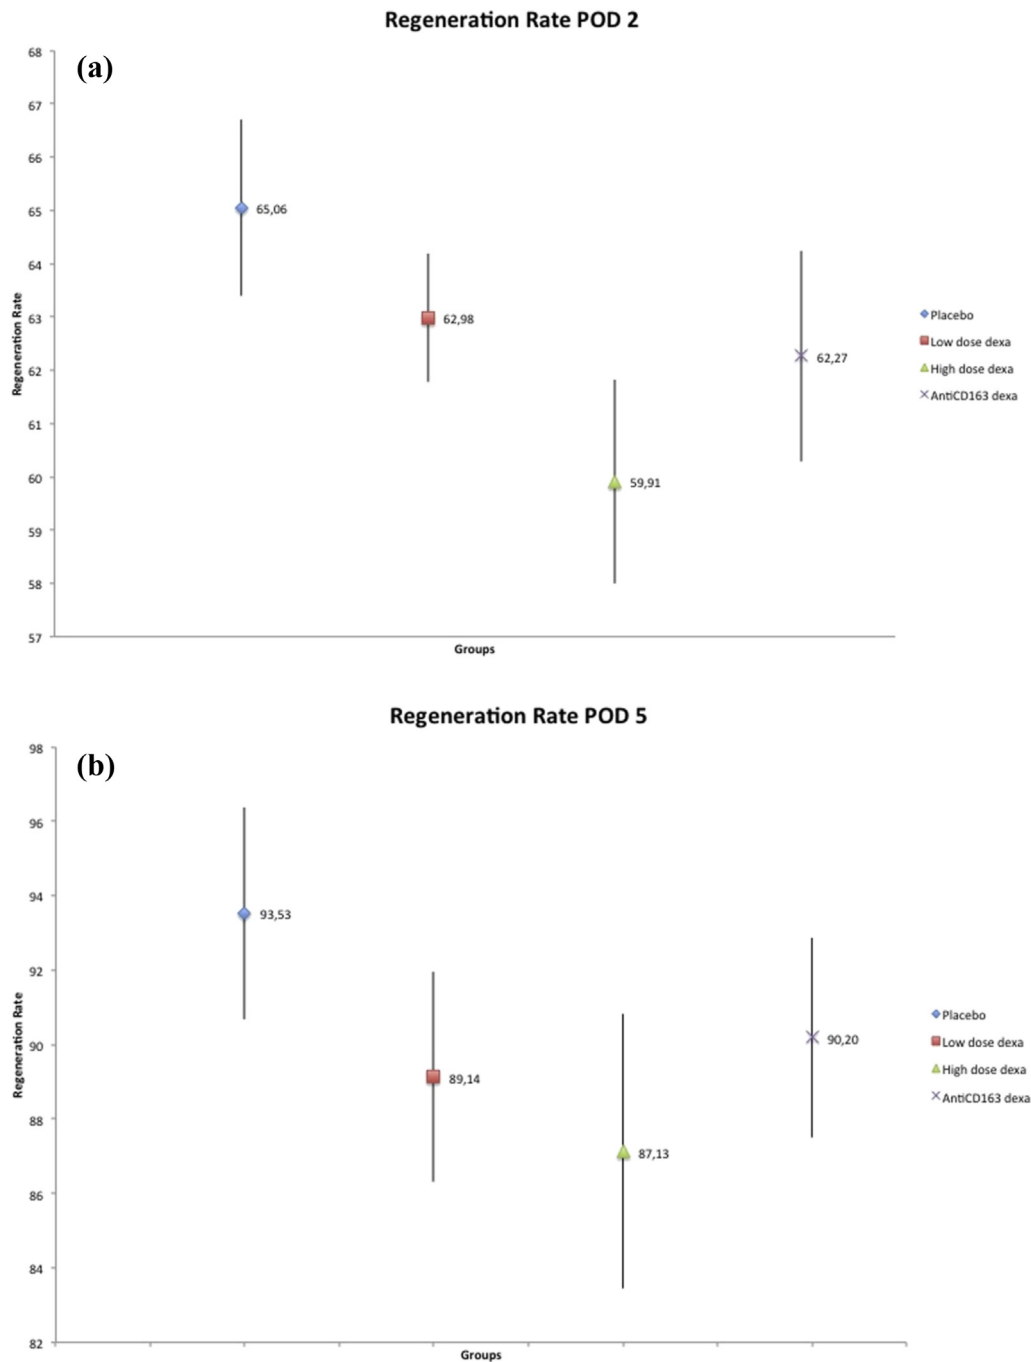 Regeneration Rate POD 2
(a)
68
67
66
65
64
63
62
61
60
59
58
57
Regeneration Rate
65,06
62,98
59,91
62,27
Placebo
Low dose dexa
High dose dexa
AntiCD163 dexa
Groups
Regeneration Rate POD 5
(b)
98
96
94
92
90
88
86
84
82
Regeneration Rate
93,53
89,14
87,13
90,20
Placebo
Low dose dexa
High dose dexa
AntiCD163 dexa
Groups